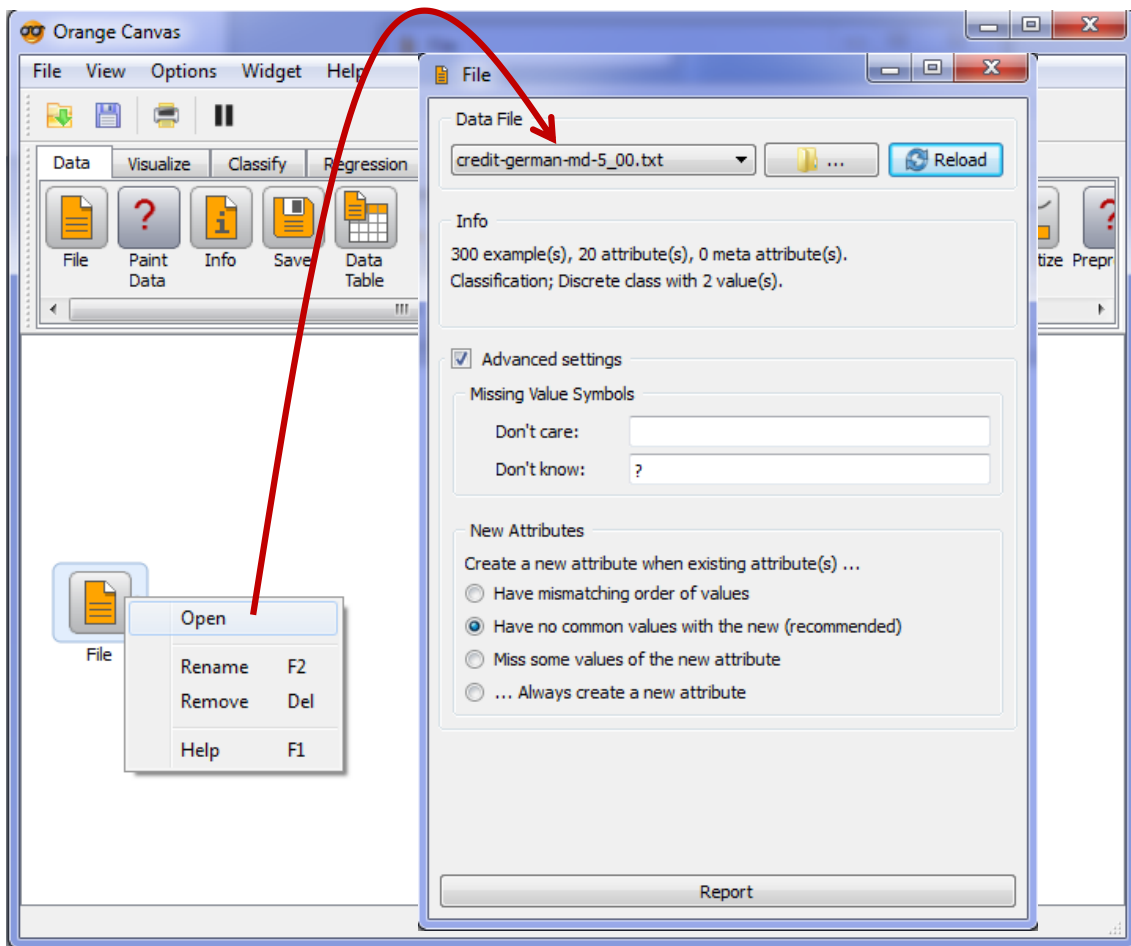 Orange Canvas
File View Options Widget Help
Data Visualize Classify Regression
File Paint Data Info Save Data Table
tize Prepr
File
Open
Rename F2
Remove Del
Help F1
File
Data File
credit-german-md-5_00.txt ... Reload
Info
300 example(s), 20 attribute(s), 0 meta attribute(s).
Classification; Discrete class with 2 value(s).
Advanced settings
Missing Value Symbols
Don't care:
Don't know: ?
New Attributes
Create a new attribute when existing attribute(s) ...
Have mismatching order of values
Have no common values with the new (recommended)
Miss some values of the new attribute
... Always create a new attribute
Report